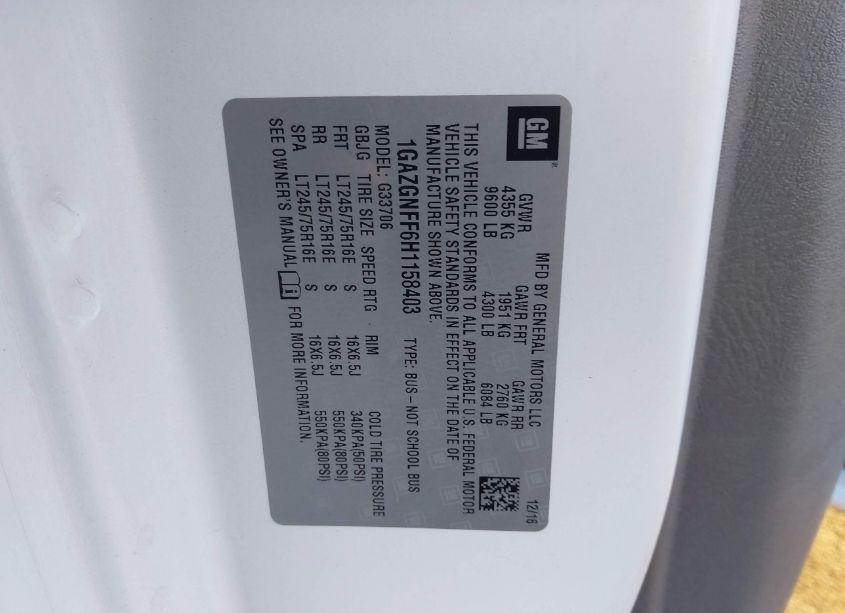 GM
MFD BY GENERAL MOTORS LLC 12/16
GVWR GAWR FRT GAWR RR
4355 KG 1951 KG 2760 KG
9600 LB 4300 LB 6084 LB
THIS VEHICLE CONFORMS TO ALL APPLICABLE U.S. FEDERAL MOTOR
VEHICLE SAFETY STANDARDS IN EFFECT ON THE DATE OF
MANUFACTURE SHOWN ABOVE.
1GAZGNFF6H1158403 TYPE: BUS – NOT SCHOOL BUS
MODEL: G33706
GBJG TIRE SIZE SPEED RTG RIM COLD TIRE PRESSURE
FRT LT245/75R16E S 16X6.5J 340KPA(50PSI)
RR LT245/75R16E S 16X6.5J 550KPA(80PSI)
SPA LT245/75R16E S 16X6.5J 550KPA(80PSI)
SEE OWNER'S MANUAL FOR MORE INFORMATION.